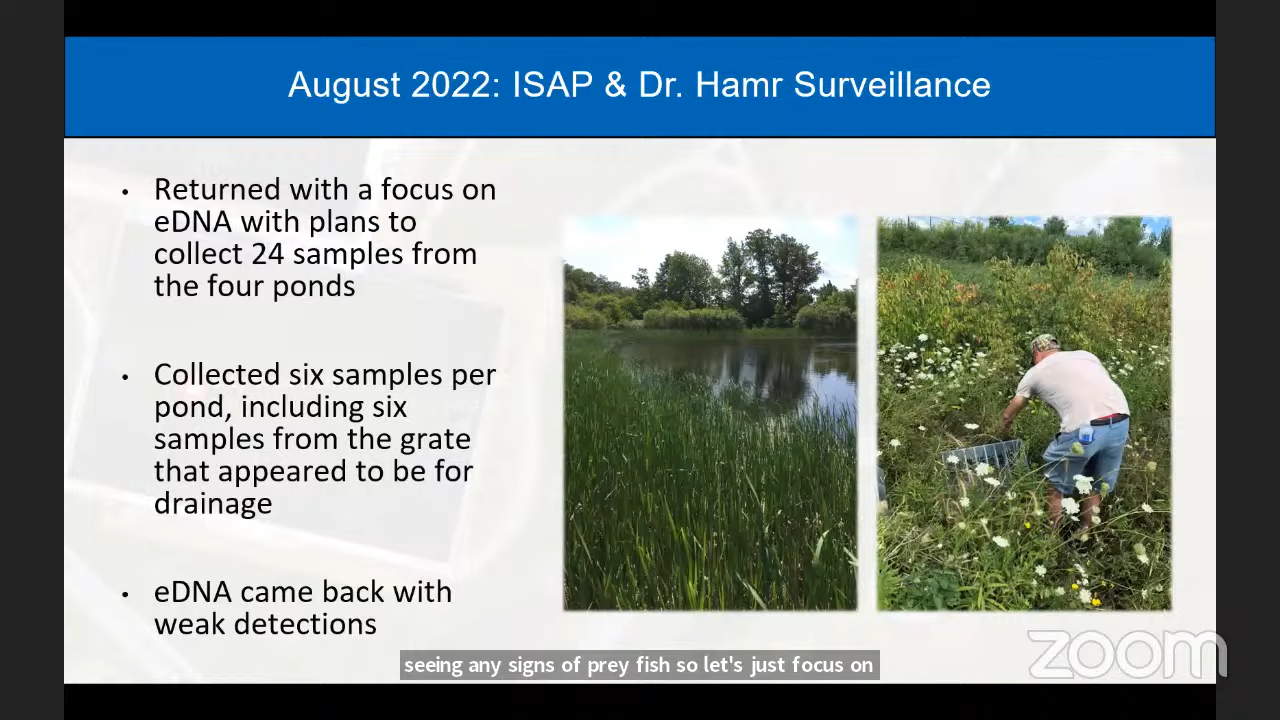 August 2022: ISAP & Dr. Hamr Surveillance
• Returned with a focus on
eDNA with plans to
collect 24 samples from
the four ponds
• Collected six samples per
pond, including six
samples from the grate
that appeared to be for
drainage
• eDNA came back with
weak detections
seeing any signs of prey fish so let's just focus on
zoom